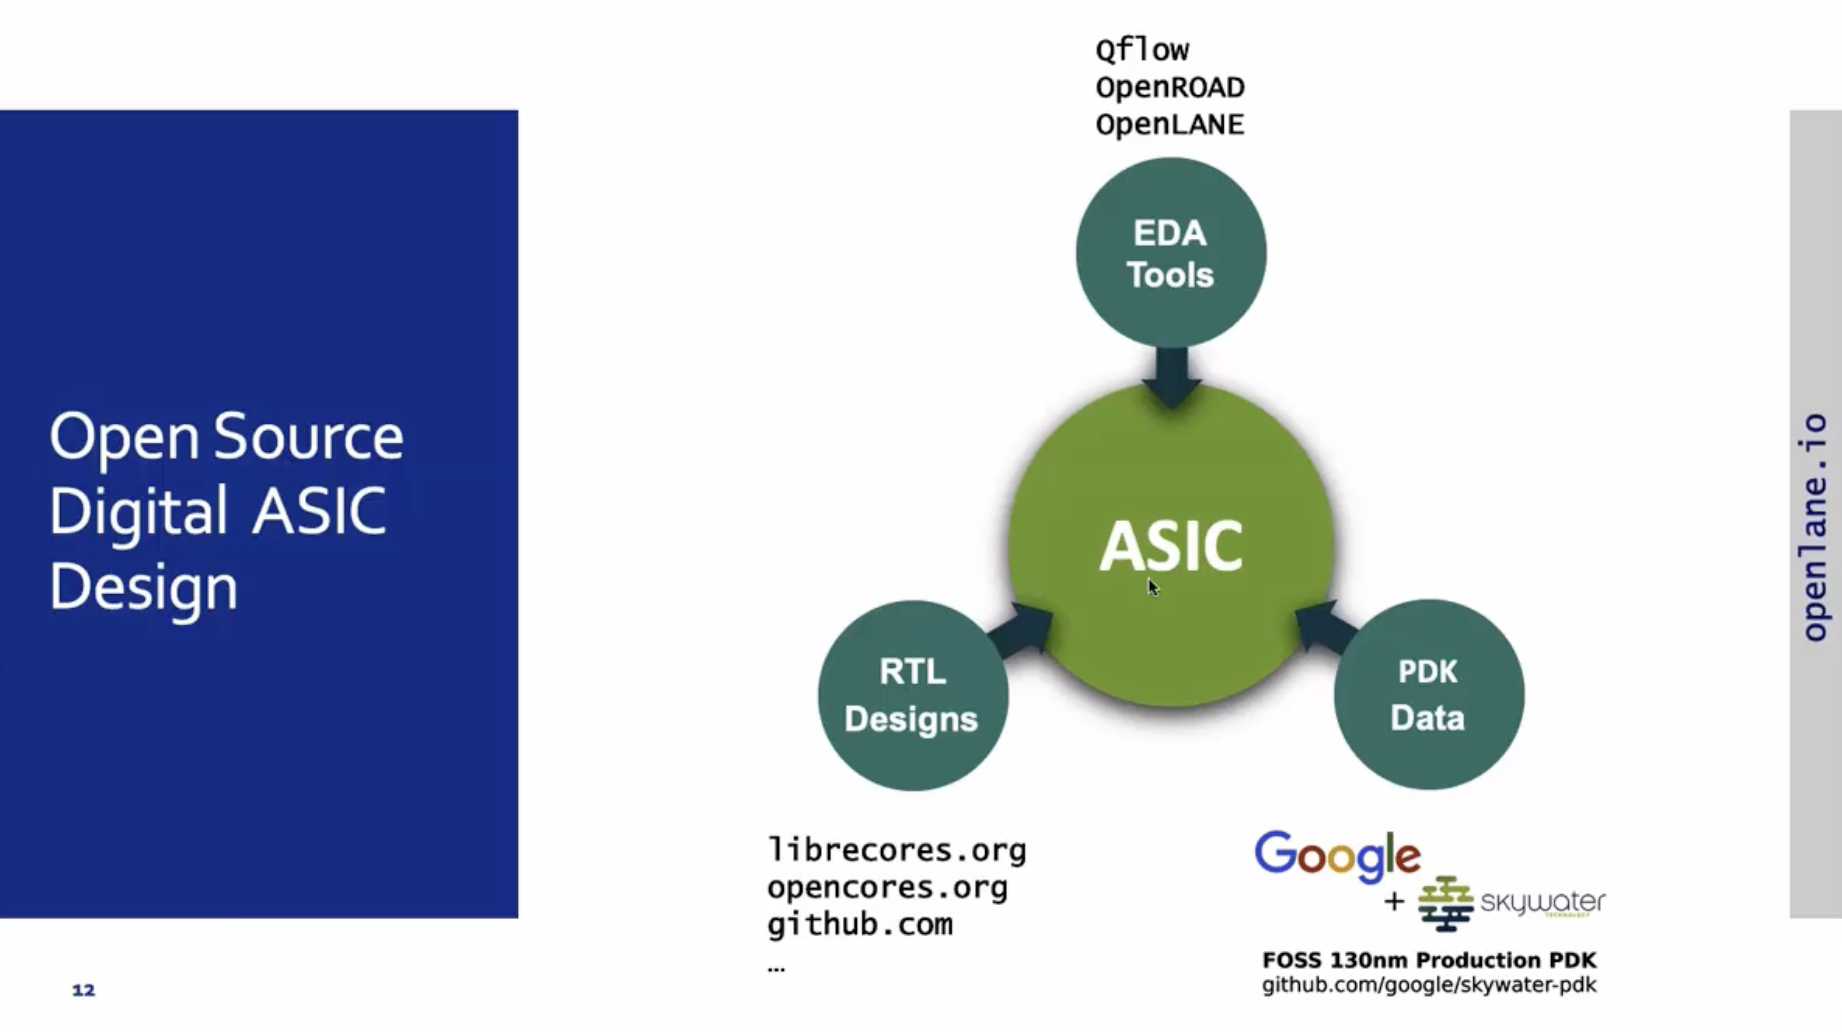 Open Source
Digital ASIC
Design
Qflow
OpenROAD
OpenLANE
EDA
Tools
ASIC
RTL
Designs
PDK
Data
librecores.org
opencores.org
github.com
...
Google
+ skywater
TECHNOLOGY
FOSS 130nm Production PDK
github.com/google/skywater-pdk
openlane.io
12